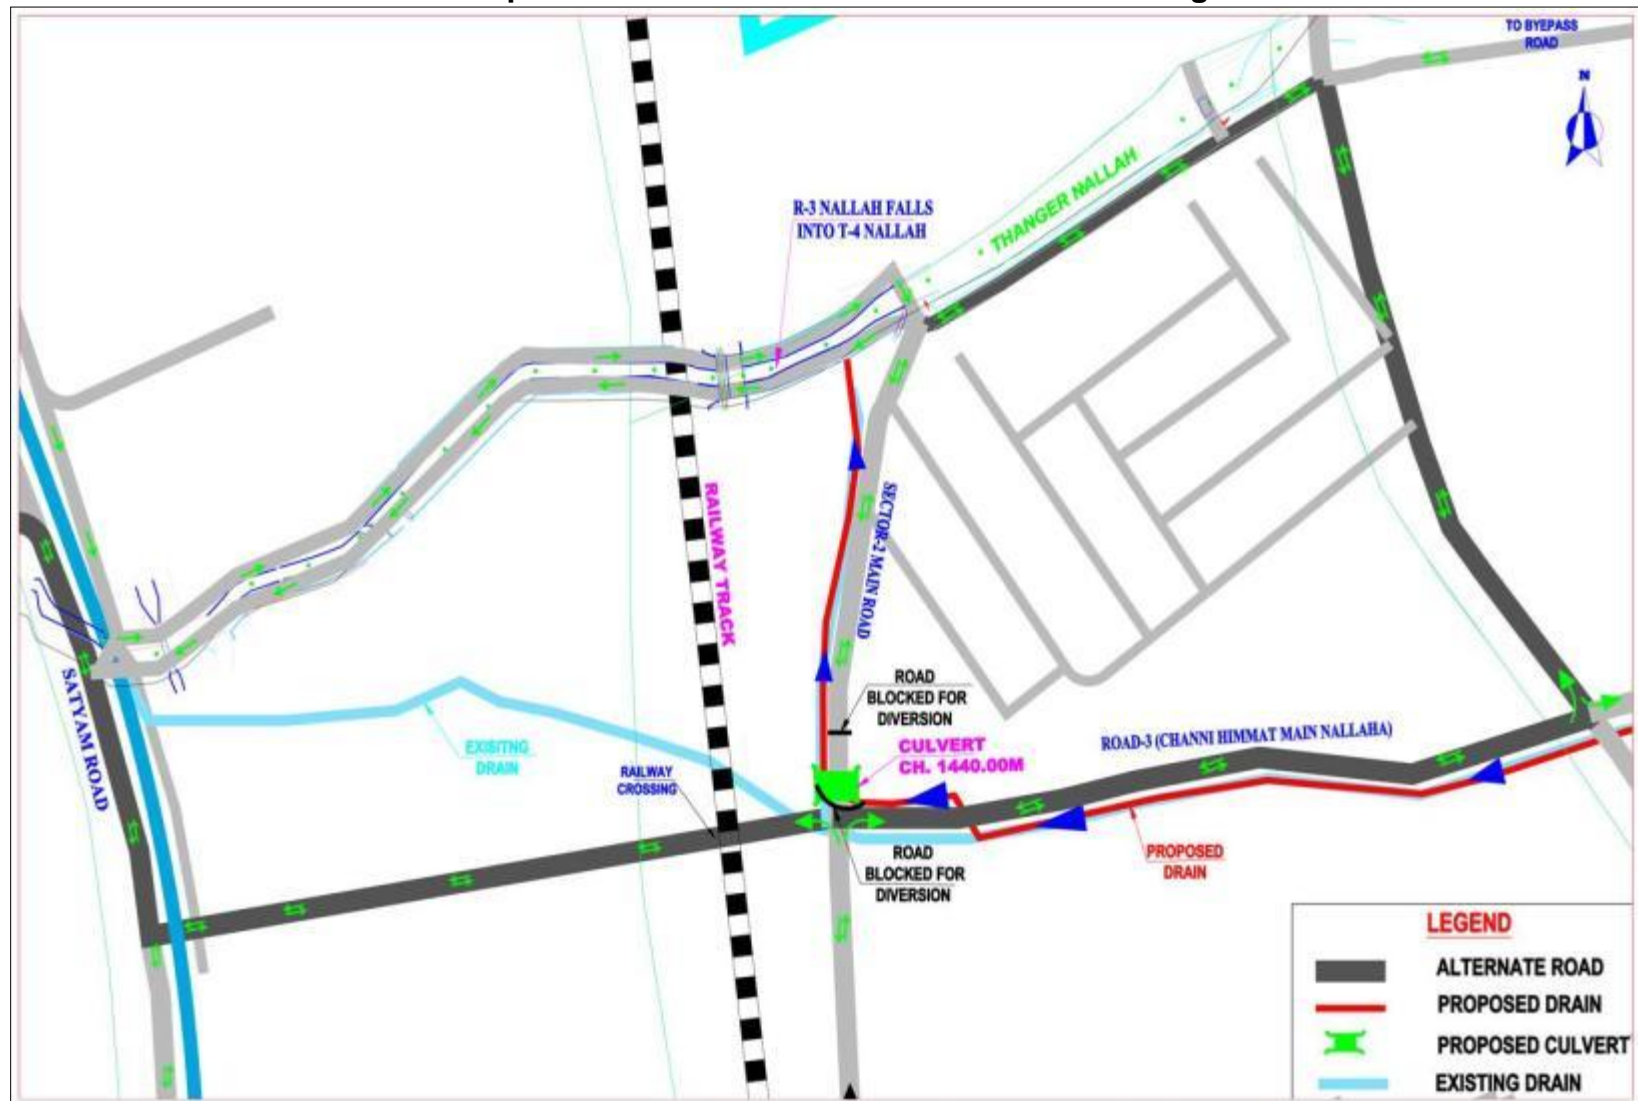 TO BYEPASS
ROAD
N
THANGER NALLAH
R-3 NALLAH FALLS
INTO T-4 NALLAH
RAILWAY TRACK
SECTOR-2 MAIN ROAD
SATYAM ROAD
ROAD
BLOCKED FOR
DIVERSION
EXISITNG
DRAIN
RAILWAY
CROSSING
CULVERT
CH. 1440.00M
ROAD-3 (CHANNI HIMMAT MAIN NALLAHA)
ROAD
BLOCKED FOR
DIVERSION
PROPOSED
DRAIN
LEGEND
ALTERNATE ROAD
PROPOSED DRAIN
PROPOSED CULVERT
EXISTING DRAIN